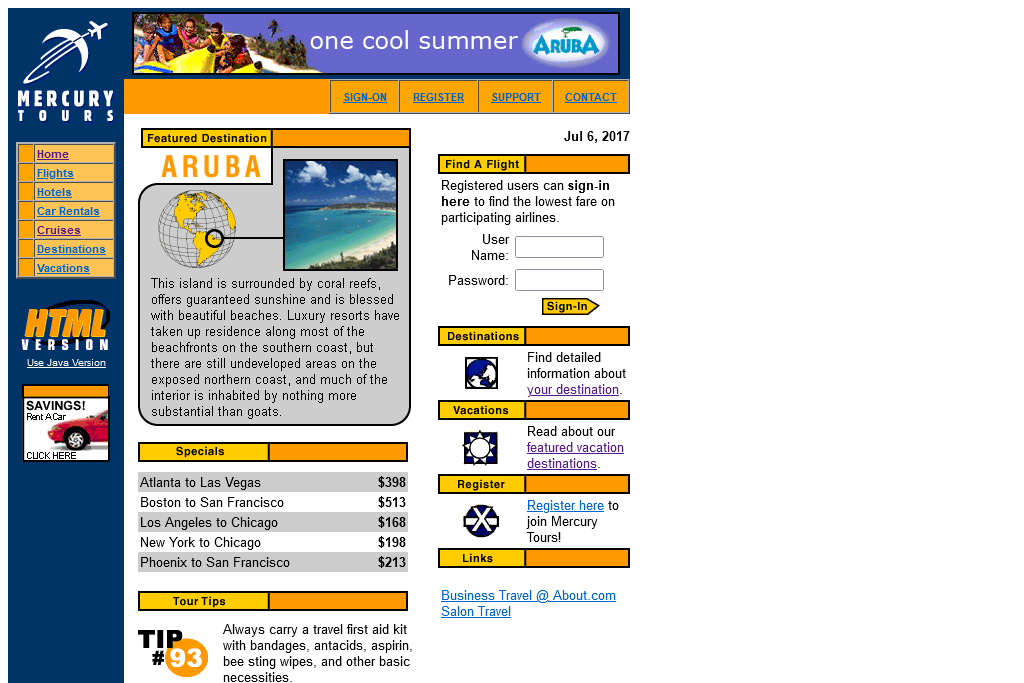 one cool summer ARUBA
MERCURY
TOURS
SIGN-ON REGISTER SUPPORT CONTACT
Home
Flights
Hotels
Car Rentals
Cruises
Destinations
Vacations
HTML
VERSION
Use Java Version
SAVINGS!
Rent A Car
CLICK HERE
Featured Destination
ARUBA
This island is surrounded by coral reefs,
offers guaranteed sunshine and is blessed
with beautiful beaches. Luxury resorts have
taken up residence along most of the
beachfronts on the southern coast, but
there are still undeveloped areas on the
exposed northern coast, and much of the
interior is inhabited by nothing more
substantial than goats.
Specials
Atlanta to Las Vegas $398
Boston to San Francisco $513
Los Angeles to Chicago $168
New York to Chicago $198
Phoenix to San Francisco $213
Tour Tips
TIP
#93
Always carry a travel first aid kit
with bandages, antacids, aspirin,
bee sting wipes, and other basic
necessities.
Jul 6, 2017
Find A Flight
Registered users can sign-in
here to find the lowest fare on
participating airlines.
User
Name:
Password:
Sign-In
Destinations
Find detailed
information about
your destination.
Vacations
Read about our
featured vacation
destinations.
Register
Register here to
join Mercury
Tours!
Links
Business Travel @ About.com
Salon Travel